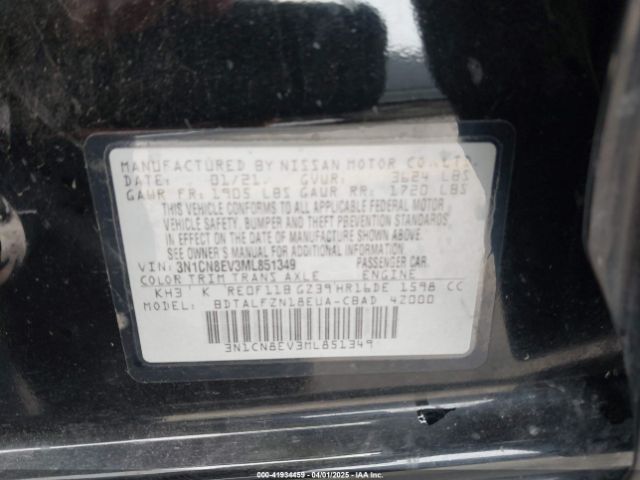 MANUFACTURED BY NISSAN MOTOR CO., LTD.
DATE: 01/21 GVWR: 3624 LBS
GAWR FR: 1905 LBS GAWR RR: 1720 LBS
THIS VEHICLE CONFORMS TO ALL APPLICABLE FEDERAL MOTOR
VEHICLE SAFETY, BUMPER AND THEFT PREVENTION STANDARDS
IN EFFECT ON THE DATE OF MANUFACTURE SHOWN ABOVE.
SEE OWNER'S MANUAL FOR ADDITIONAL INFORMATION
VIN: 3N1CN8EV3ML851349 PASSENGER CAR
COLOR TRIM TRANS AXLE ENGINE
KH3 K RE0F11B GZ39 HR16DE 1598 CC
MODEL: BDTALFZN18EUA-CBAD 42000
3N1CN8EV3ML851349
000-41934459 04/01/2025 IAA Inc.